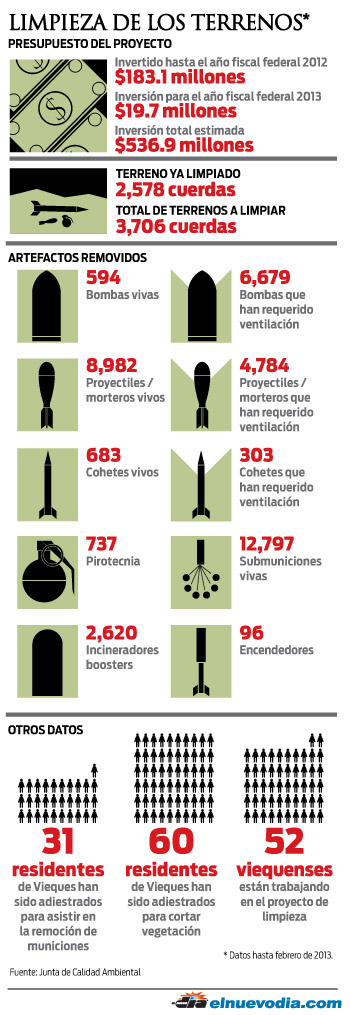 LIMPIEZA DE LOS TERRENOS*
PRESUPUESTO DEL PROYECTO
Invertido hasta el año fiscal federal 2012
$183.1 millones
Inversión para el año fiscal federal 2013
$19.7 millones
Inversión total estimada
$536.9 millones
TERRENO YA LIMPIADO
2,578 cuerdas
TOTAL DE TERRENOS A LIMPIAR
3,706 cuerdas
ARTEFACTOS REMOVIDOS
594
Bombas vivas
6,679
Bombas que
han requerido
ventilación
8,982
Proyectiles /
morteros vivos
4,784
Proyectiles /
morteros que
han requerido
ventilación
683
Cohetes vivos
303
Cohetes que
han requerido
ventilación
737
Pirotecnia
12,797
Submuniciones
vivas
2,620
Incineradores
boosters
96
Encendedores
OTROS DATOS
31
residentes
de Vieques han
sido adiestrados
para asistir en
la remoción de
municiones
60
residentes
de Vieques han
sido adiestrados
para cortar
vegetación
52
viequenses
están trabajando
en el proyecto de
limpieza
* Datos hasta febrero de 2013.
Fuente: Junta de Calidad Ambiental
elnuevodia.com